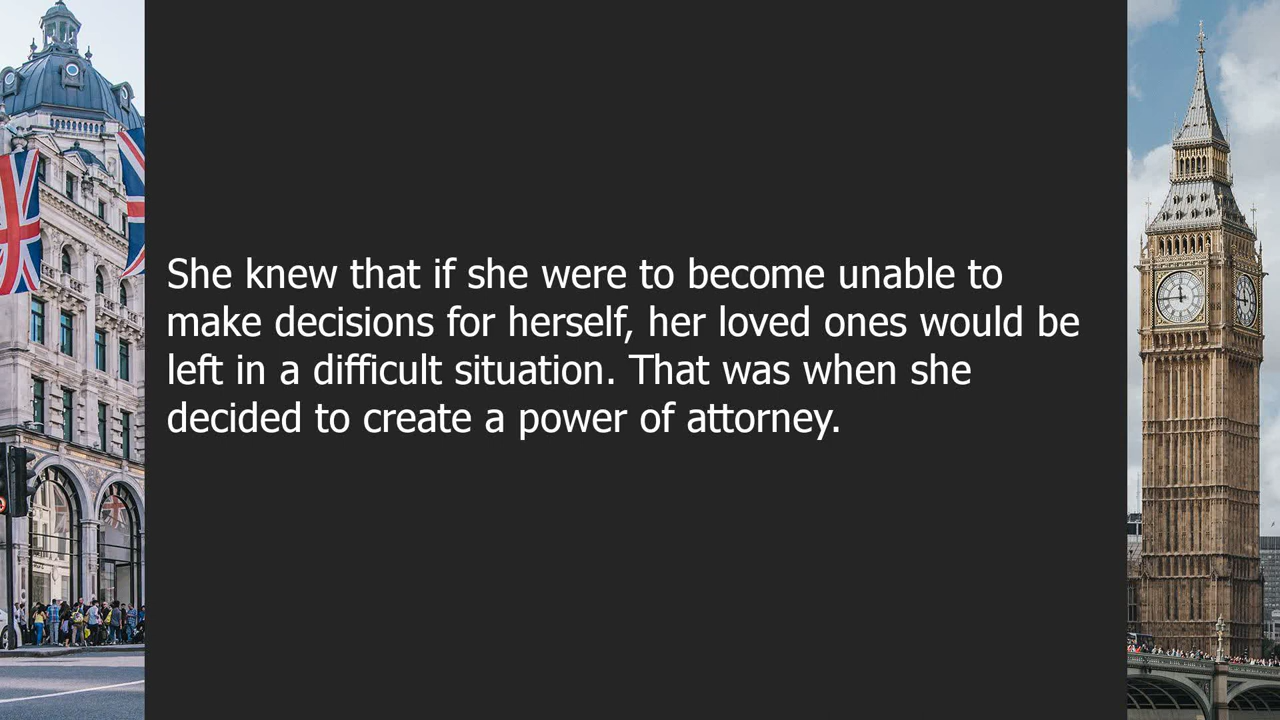 She knew that if she were to become unable to
make decisions for herself, her loved ones would be
left in a difficult situation. That was when she
decided to create a power of attorney.